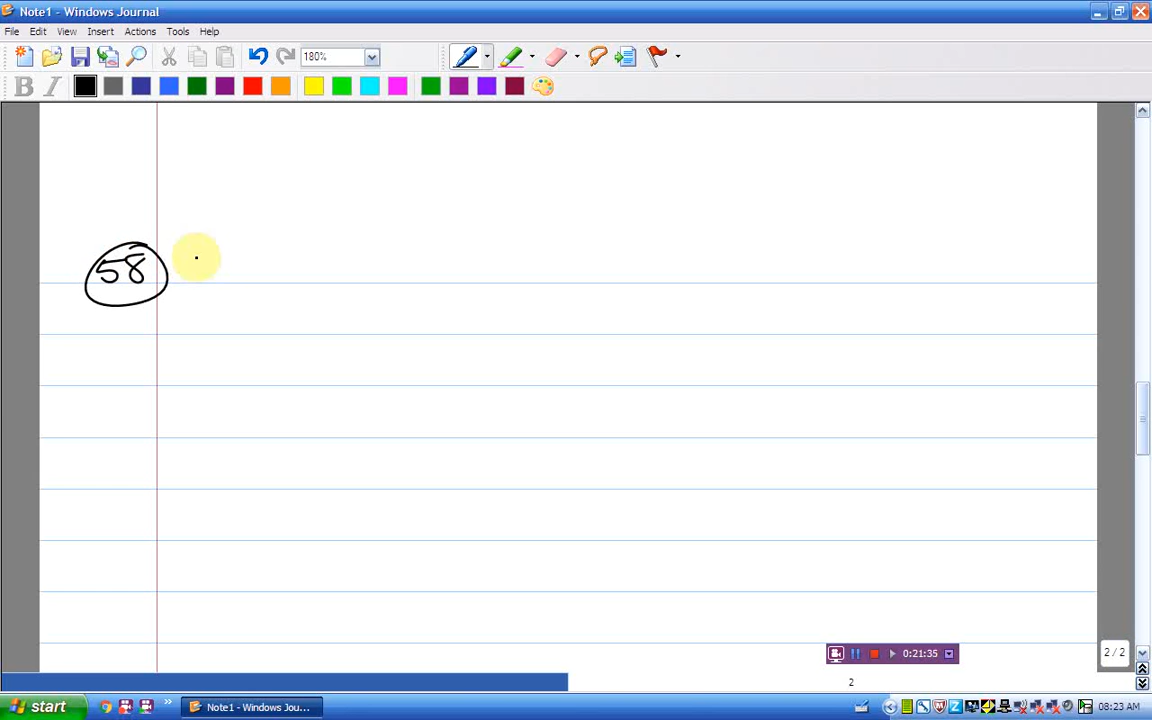 Note1 - Windows Journal
File Edit View Insert Actions Tools Help
180%
B I
58
0:21:35
2/2
2
start
Note1 - Windows Jou...
08:23 AM